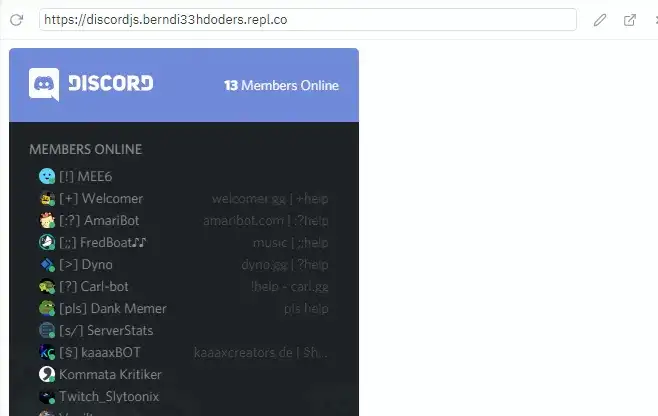 https://discordjs.berndi33hdoders.repl.co
DISCORD
13 Members Online
MEMBERS ONLINE
[!] MEE6
[+] Welcomer welcomer.gg | +help
[:?] AmariBot amaribot.com | :?help
[;;] FredBoat♪♪ music | ;;help
[>] Dyno dyno.gg | ?help
[?] Carl-bot !help - carl.gg
[pls] Dank Memer pls help
[s/] ServerStats
[§] kaaaxBOT kaaaxcreators.de | §h...
Kommata Kritiker
Twitch_Slytoonix